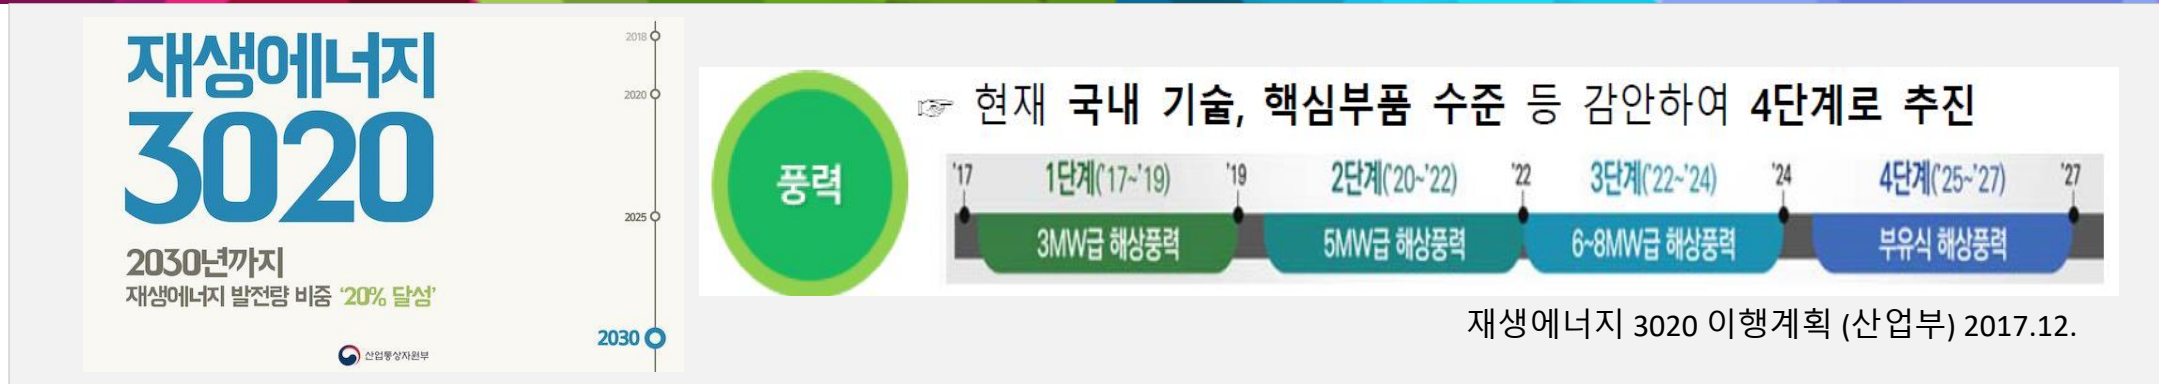 재생에너지
3020
2030년까지
재생에너지 발전량 비중 '20% 달성'
산업통상자원부
2018
2020
2025
2030
풍력
☞ 현재 국내 기술, 핵심부품 수준 등 감안하여 4단계로 추진
'17 1단계('17~'19) '19 2단계('20~'22) '22 3단계('22~'24) '24 4단계('25~'27) '27
3MW급 해상풍력 5MW급 해상풍력 6~8MW급 해상풍력 부유식 해상풍력
재생에너지 3020 이행계획 (산업부) 2017.12.